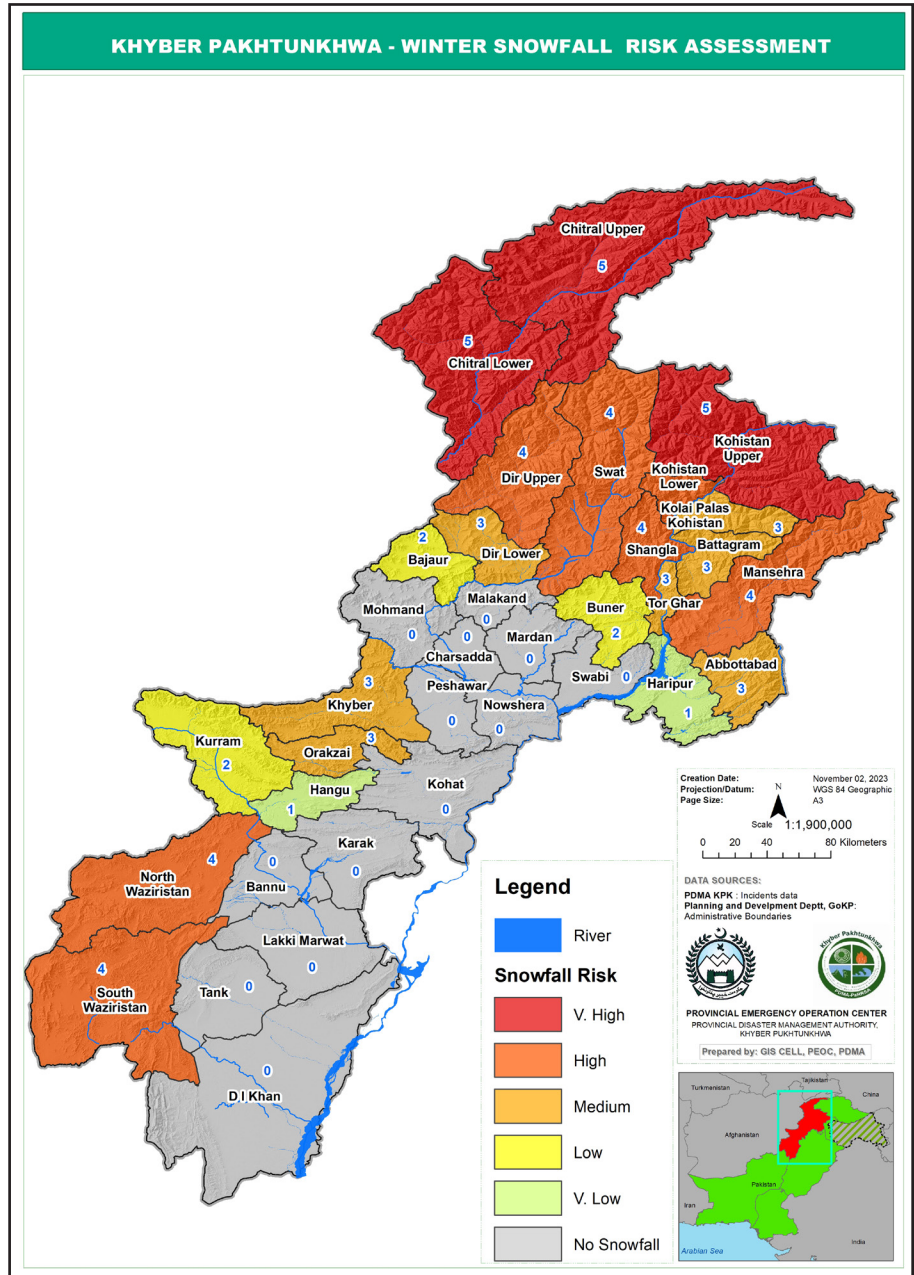 KHYBER PAKHTUNKHWA - WINTER SNOWFALL RISK ASSESSMENT
Chitral Upper
5
5
Chitral Lower
5
Kohistan
Upper
4
Swat
4
Dir Upper
Kohistan
Lower
Kolai Palas
Kohistan
3
4
Shangla
Battagram
3
Mansehra
4
3
Dir Lower
2
Bajaur
3
Tor Ghar
Buner
2
Malakand
0
Mohmand
0
0
Charsadda
Mardan
0
Swabi
0
Haripur
1
Abbottabad
3
Peshawar
0
Nowshera
0
3
Khyber
3
Orakzai
Kurram
2
Hangu
1
Kohat
0
Karak
0
0
Bannu
4
North
Waziristan
Lakki Marwat
0
4
South
Waziristan
Tank
0
0
D I Khan
Legend
River
Snowfall Risk
V. High
High
Medium
Low
V. Low
No Snowfall
Creation Date: November 02, 2023
Projection/Datum: WGS 84 Geographic
Page Size: A3
N
Scale 1:1,900,000
0 20 40 80 Kilometers
DATA SOURCES:
PDMA KPK : Incidents data
Planning and Develpment Deptt, GoKP:
Administrative Boundaries
Khyber Pakhtunkhwa
PROVINCIAL EMERGENCY OPERATION CENTER
PROVINCIAL DISASTER MANAGEMENT AUTHORITY,
KHYBER PUKHTUNKHWA
Prepared by: GIS CELL, PEOC, PDMA
Turkmenistan
Tajikistan
China
Afghanistan
Pakistan
Iran
India
Arabian Sea